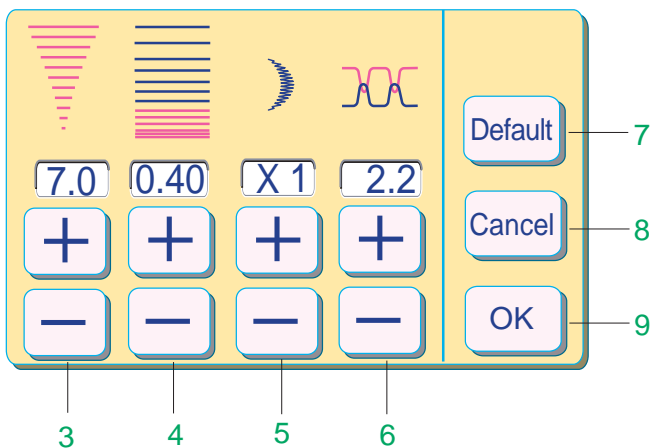 7.0 0.40 X 1 2.2
+ + + +
− − − −
Default
Cancel
OK
7
8
9
3 4 5 6